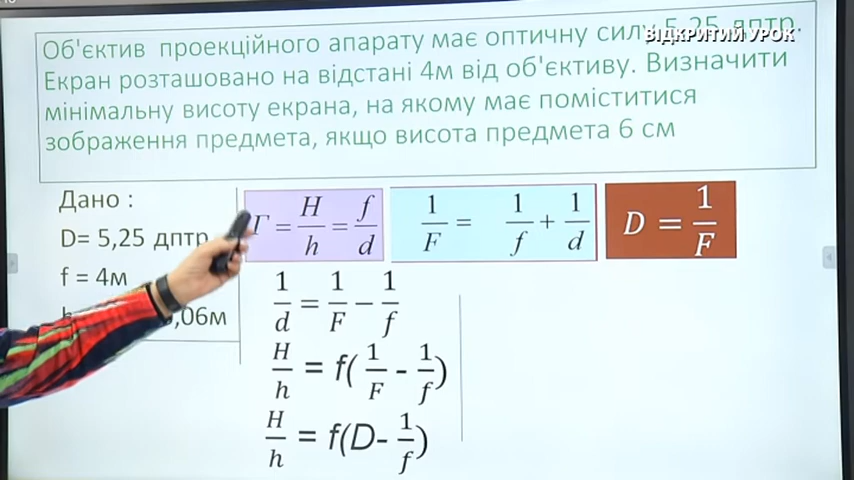 ВІДКРИТИЙ УРОК
Об'єктив проекційного апарату має оптичну силу 5,25 дптр.
Екран розташовано на відстані 4м від об'єктиву. Визначити
мінімальну висоту екрана, на якому має поміститися
зображення предмета, якщо висота предмета 6 см
Дано :
D= 5,25 дптр
f = 4м
,06м
Г = H/h = f/d
1/F = 1/f + 1/d
D = 1/F
1/d = 1/F − 1/f
H/h = f( 1/F - 1/f)
H/h = f(D- 1/f)